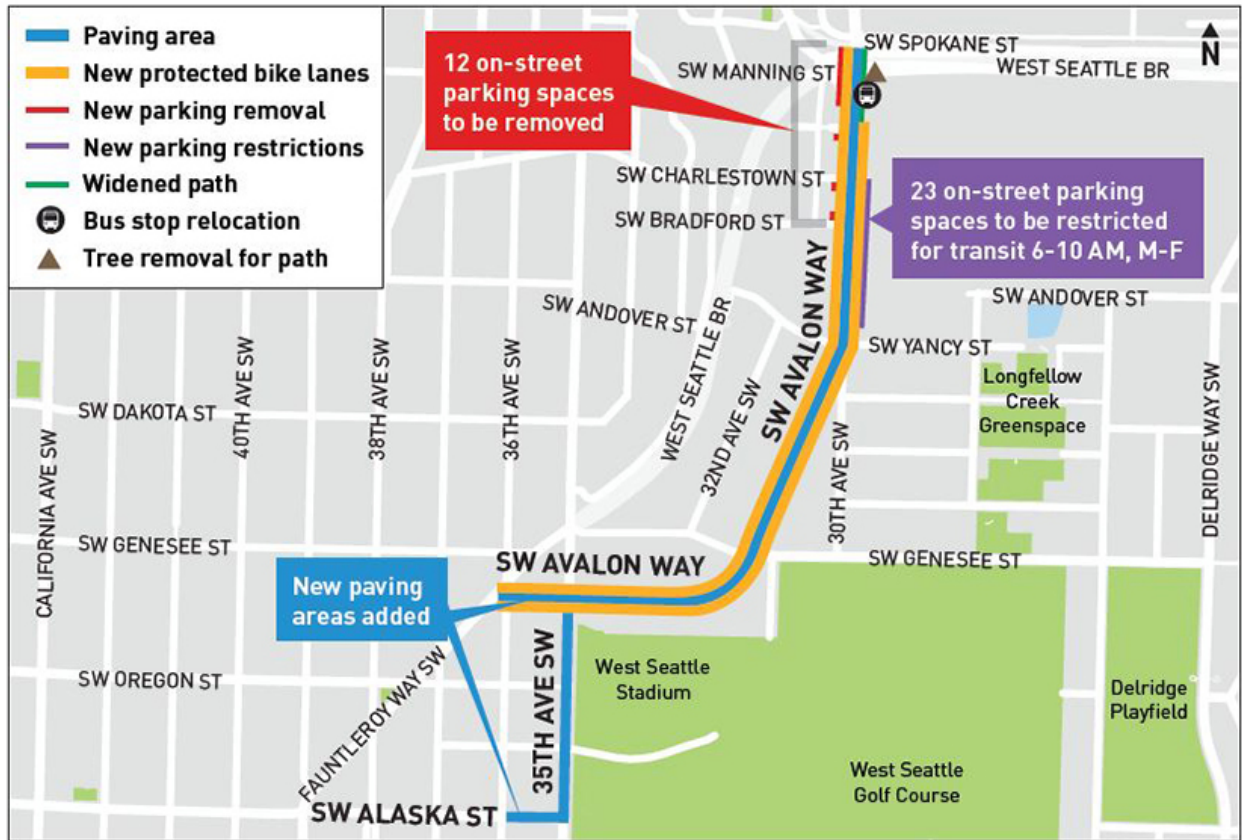 Paving area
New protected bike lanes
New parking removal
New parking restrictions
Widened path
Bus stop relocation
Tree removal for path
12 on-street
parking spaces
to be removed
SW SPOKANE ST
WEST SEATTLE BR
N
SW MANNING ST
SW CHARLESTOWN ST
SW BRADFORD ST
23 on-street parking
spaces to be restricted
for transit 6-10 AM, M-F
SW ANDOVER ST
SW ANDOVER ST
SW AVALON WAY
SW YANCY ST
WEST SEATTLE BR
32ND AVE SW
Longfellow
Creek
Greenspace
40TH AVE SW
38TH AVE SW
36TH AVE SW
SW DAKOTA ST
CALIFORNIA AVE SW
30TH AVE SW
DELRIDGE WAY SW
SW GENESEE ST
SW AVALON WAY
SW GENESEE ST
New paving
areas added
SW OREGON ST
FAUNTLEROY WAY SW
35TH AVE SW
West Seattle
Stadium
Delridge
Playfield
West Seattle
Golf Course
SW ALASKA ST